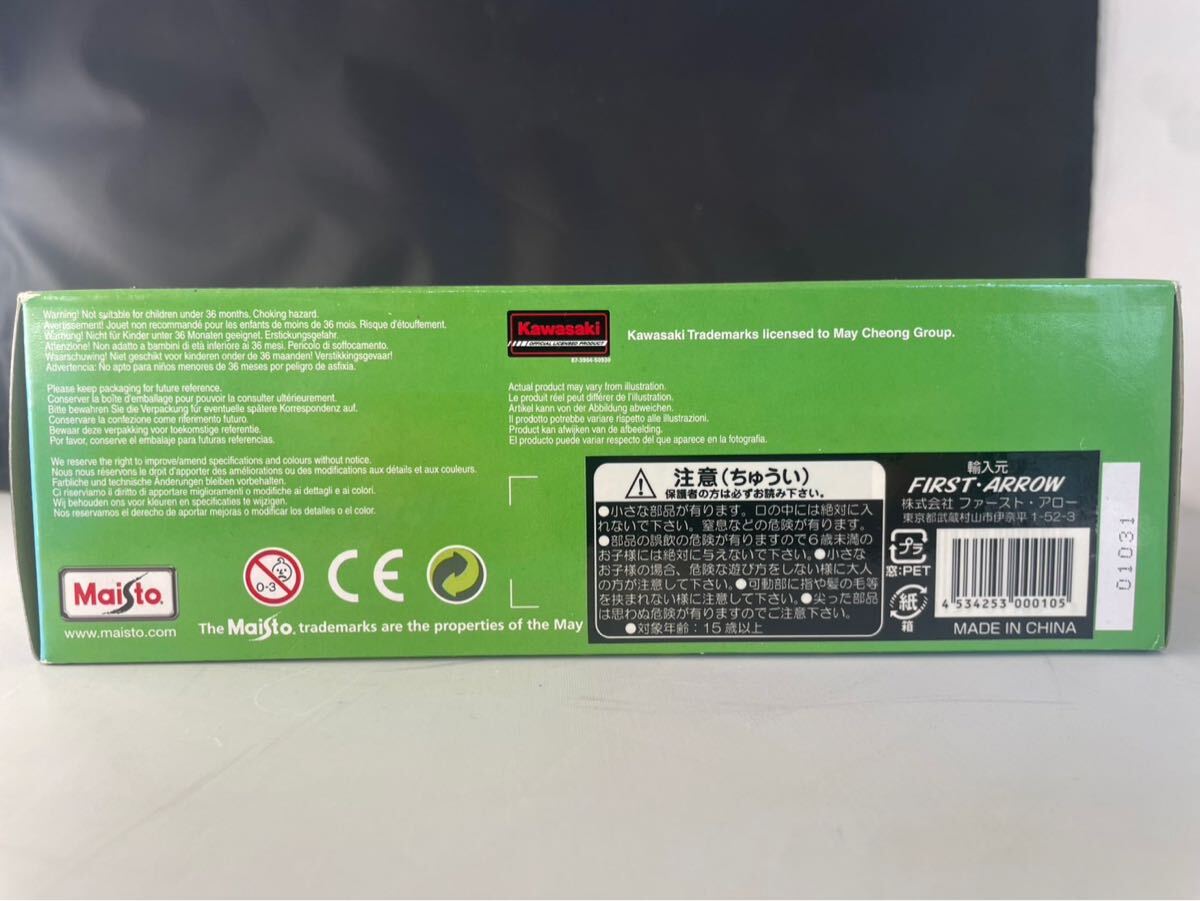 Warning! Not suitable for children under 36 months. Choking hazard.
Avertissement! Jouet non recommandé pour les enfants de moins de 36 mois. Risque d'étouffement.
Warnung! Nicht für Kinder unter 36 Monaten geeignet. Erstickungsgefahr.
Attenzione! Non adatto a bambini di età inferiore ai 36 mesi. Pericolo di soffocamento.
Waarschuwing! Niet geschikt voor kinderen onder de 36 maanden! Verstikkingsgevaar!
Advertencia: No apto para niños menores de 36 meses por peligro de asfixia.
Please keep packaging for future reference.
Conserver la boîte d'emballage pour pouvoir la consulter ultérieurement.
Bitte bewahren Sie die Verpackung für eventuelle spätere Korrespondenz auf.
Conservare la confezione come riferimento futuro.
Bewaar deze verpakking voor toekomstige referentie.
Por favor, conserve el embalaje para futuras referencias.
We reserve the right to improve/amend specifications and colours without notice.
Nous nous réservons le droit d'apporter des améliorations ou des modifications aux détails et aux couleurs.
Farbliche und technische Änderungen bleiben vorbehalten.
Ci riserviamo il diritto di apportare miglioramenti o modifiche ai dettagli e ai colori.
Wij behouden ons voor kleuren en specificaties te wijzigen.
Nos reservamos el derecho de aportar mejoras o modificar los detalles o el color.
Maisto
www.maisto.com
0-3
CE
The Maisto. trademarks are the properties of the May
Kawasaki
OFFICIAL LICENSED PRODUCT
Kawasaki Trademarks licensed to May Cheong Group.
Actual product may vary from illustration.
Le produit réel peut différer de l'illustration.
Artikel kann von der Abbildung abweichen.
Il prodotto potrebbe variare rispetto alle illustrazioni.
Product kan afwijken van de afbeelding.
El producto puede variar respecto del que aparece en la fotografia.
注意(ちゅうい)
保護者の方は必ずお読み下さい。
●小さな部品が有ります。口の中には絶対に入
れないで下さい。窒息などの危険が有ります。
●部品の誤飲の危険が有りますので6歳未満の
お子様には絶対に与えないで下さい。●小さな
お子様の場合、危険な遊び方をしない様に大人
の方が注意して下さい。●可動部に指や髪の毛等
を挟まれない様に注意して下さい。●尖った部品
は思わぬ危険が有りますのでご注意下さい。
●対象年齢:15歳以上
輸入元
FIRST・ARROW
株式会社 ファースト・アロー
東京都武蔵村山市伊奈平1-52-3
プラ
窓:PET
紙
箱
4 534253 000105
MADE IN CHINA
01031